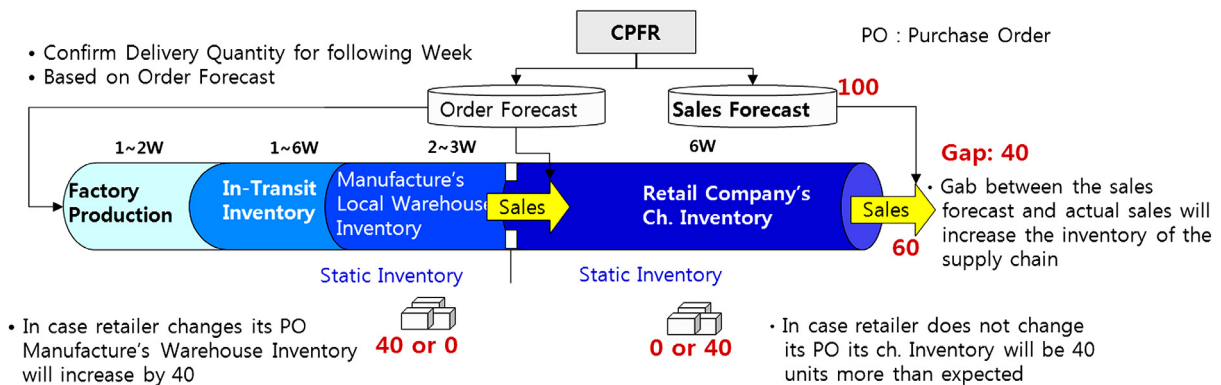 CPFR
PO : Purchase Order
• Confirm Delivery Quantity for following Week
• Based on Order Forecast
Order Forecast
Sales Forecast
100
1~2W
1~6W
2~3W
6W
Gap: 40
Factory
Production
In-Transit
Inventory
Manufacture's
Local Warehouse
Inventory
Sales
Retail Company's
Ch. Inventory
Sales
60
• Gab between the sales
forecast and actual sales will
increase the inventory of the
supply chain
Static Inventory
Static Inventory
• In case retailer changes its PO
Manufacture's Warehouse Inventory
will increase by 40
40 or 0
0 or 40
• In case retailer does not change
its PO its ch. Inventory will be 40
units more than expected